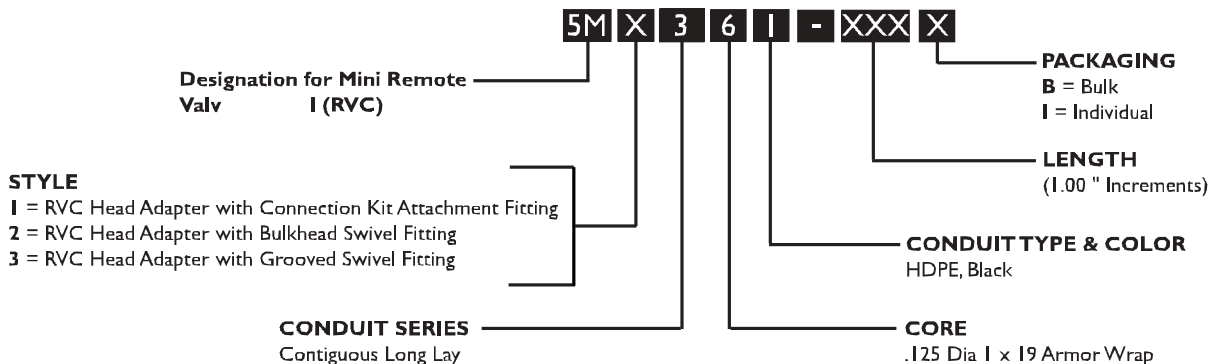 5M X 3 6 1 - XXX X
Designation for Mini Remote
Valv I (RVC)
PACKAGING
B = Bulk
I = Individual
LENGTH
(1.00 " Increments)
STYLE
1 = RVC Head Adapter with Connection Kit Attachment Fitting
2 = RVC Head Adapter with Bulkhead Swivel Fitting
3 = RVC Head Adapter with Grooved Swivel Fitting
CONDUIT TYPE & COLOR
HDPE, Black
CONDUIT SERIES
Contiguous Long Lay
CORE
.125 Dia 1 x 19 Armor Wrap